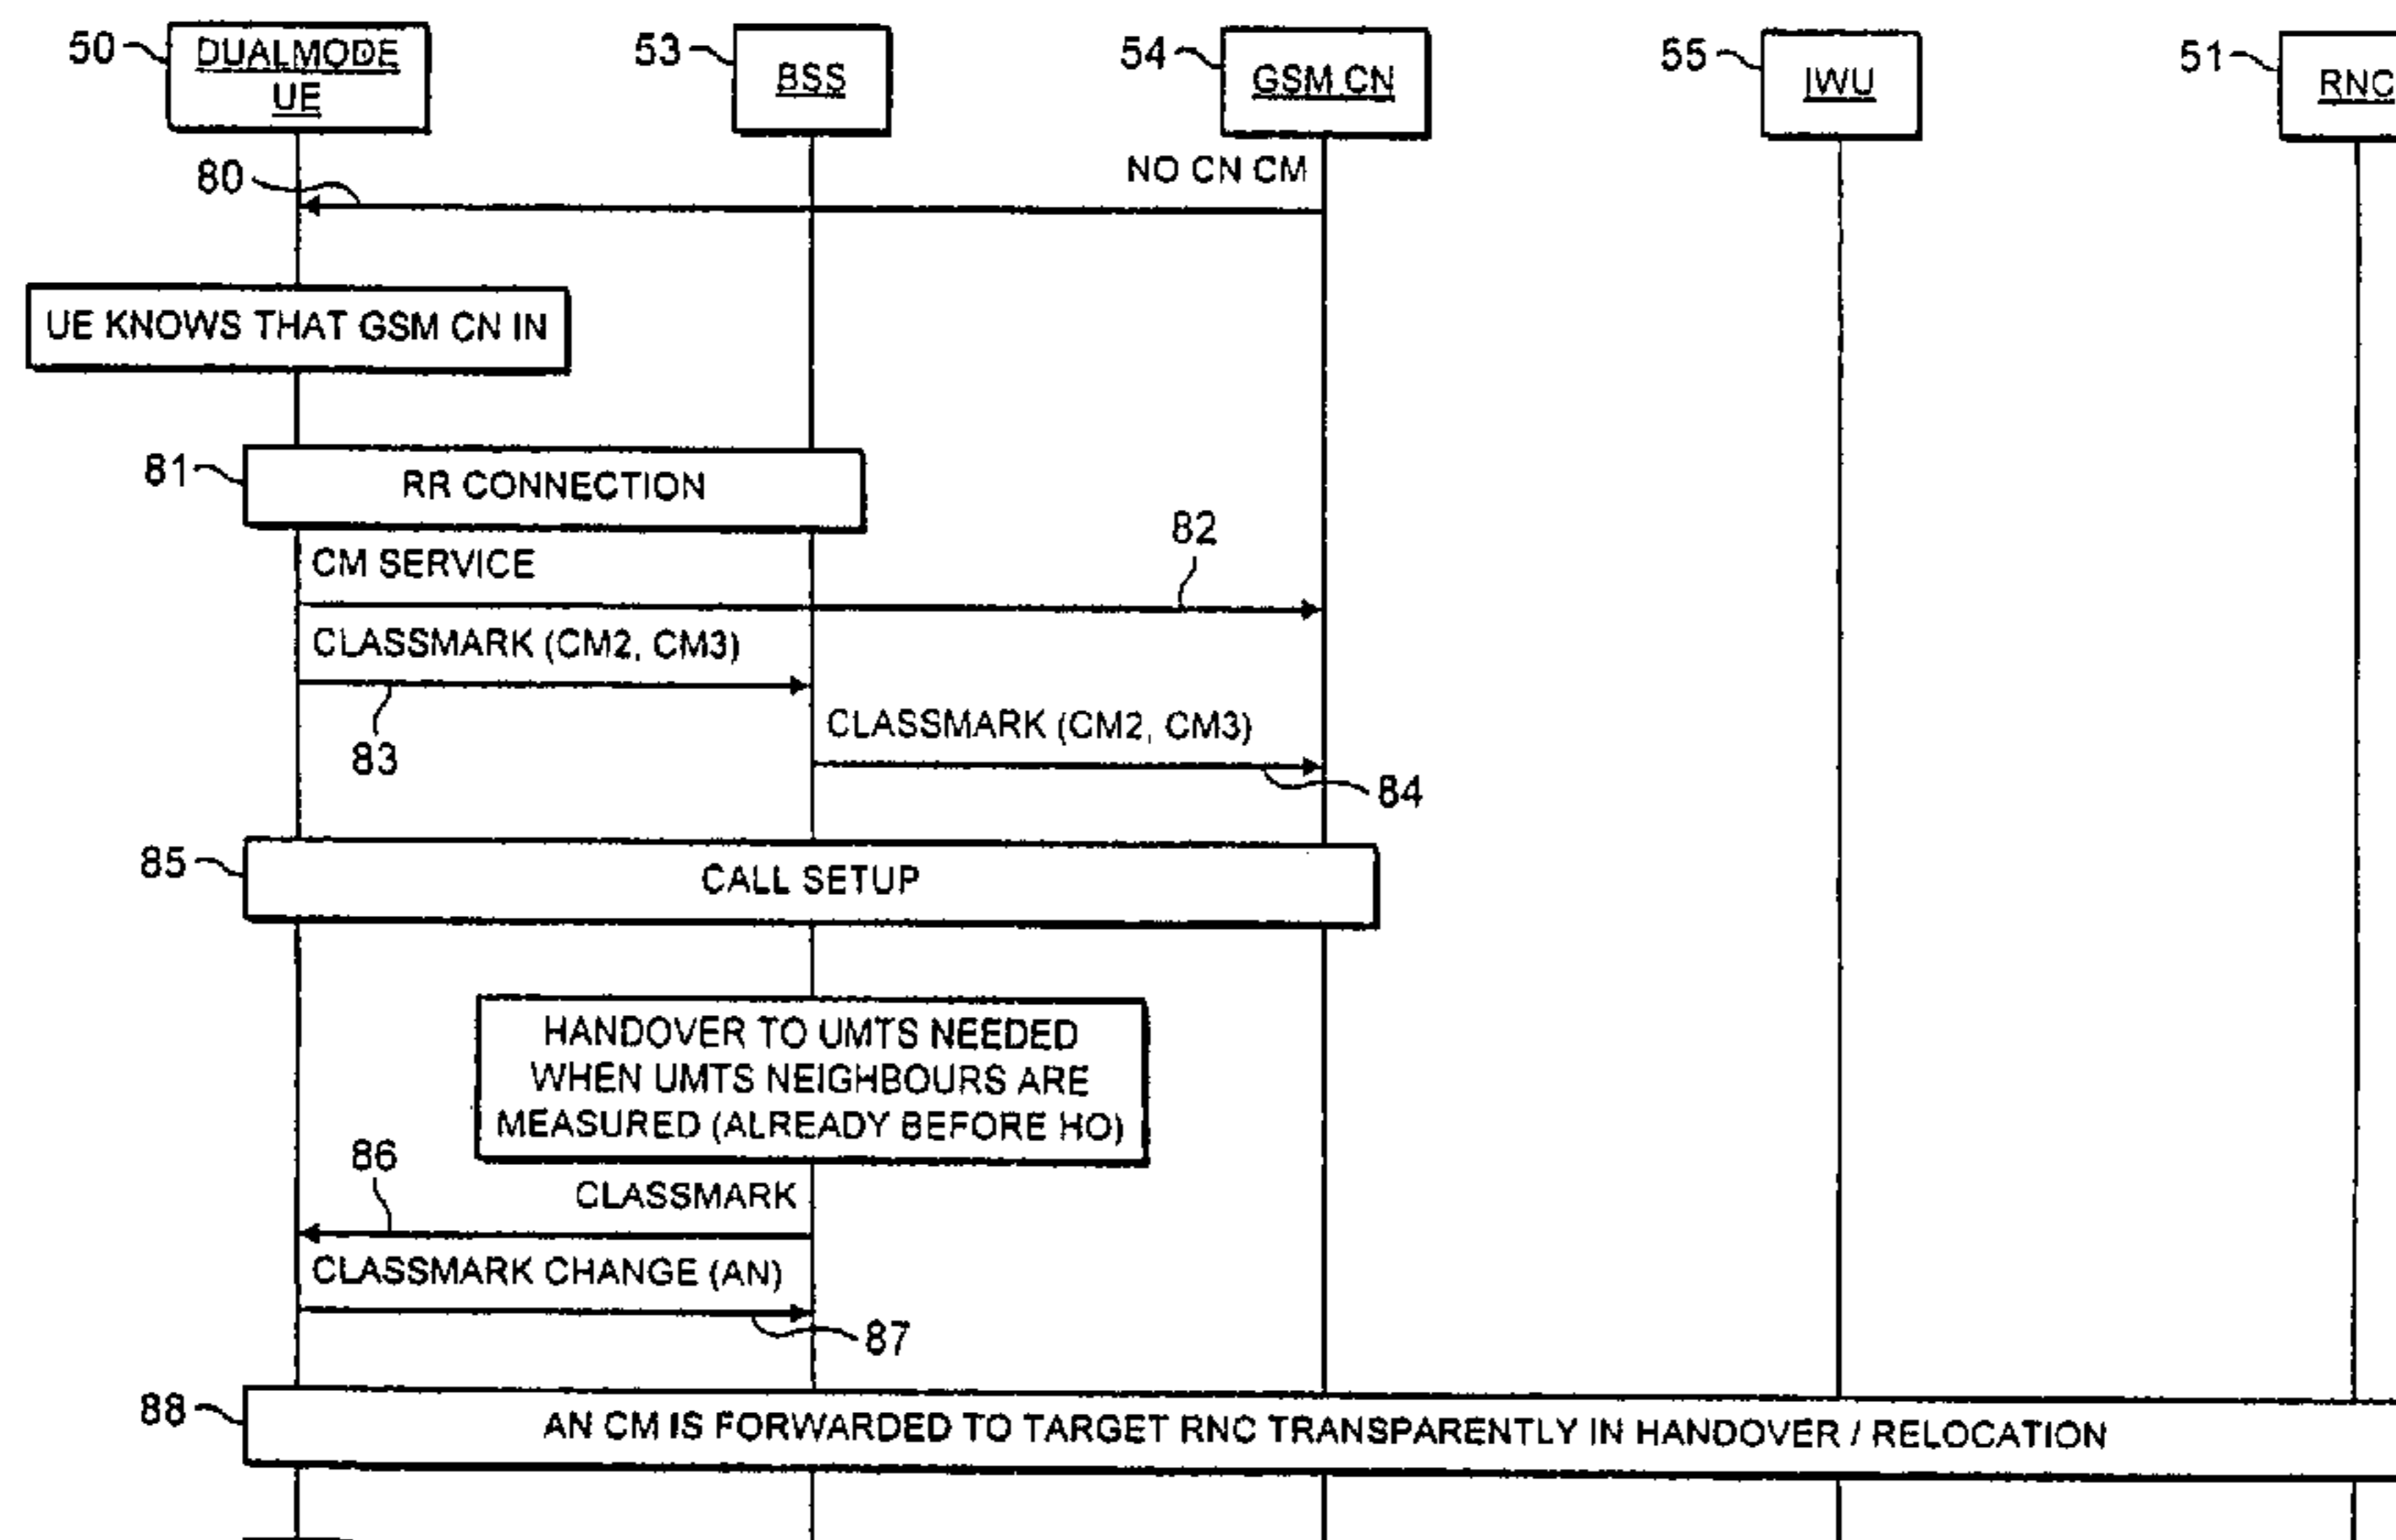 50
DUALMODE
UE
53
BSS
54
GSM CN
55
IWU
51
RNC
NO CN CM
80
UE KNOWS THAT GSM CN IN
81
RR CONNECTION
82
CM SERVICE
CLASSMARK (CM2, CM3)
83
CLASSMARK (CM2, CM3)
84
85
CALL SETUP
HANDOVER TO UMTS NEEDED
WHEN UMTS NEIGHBOURS ARE
MEASURED (ALREADY BEFORE HO)
86
CLASSMARK
CLASSMARK CHANGE (AN)
87
88
AN CM IS FORWARDED TO TARGET RNC TRANSPARENTLY IN HANDOVER / RELOCATION